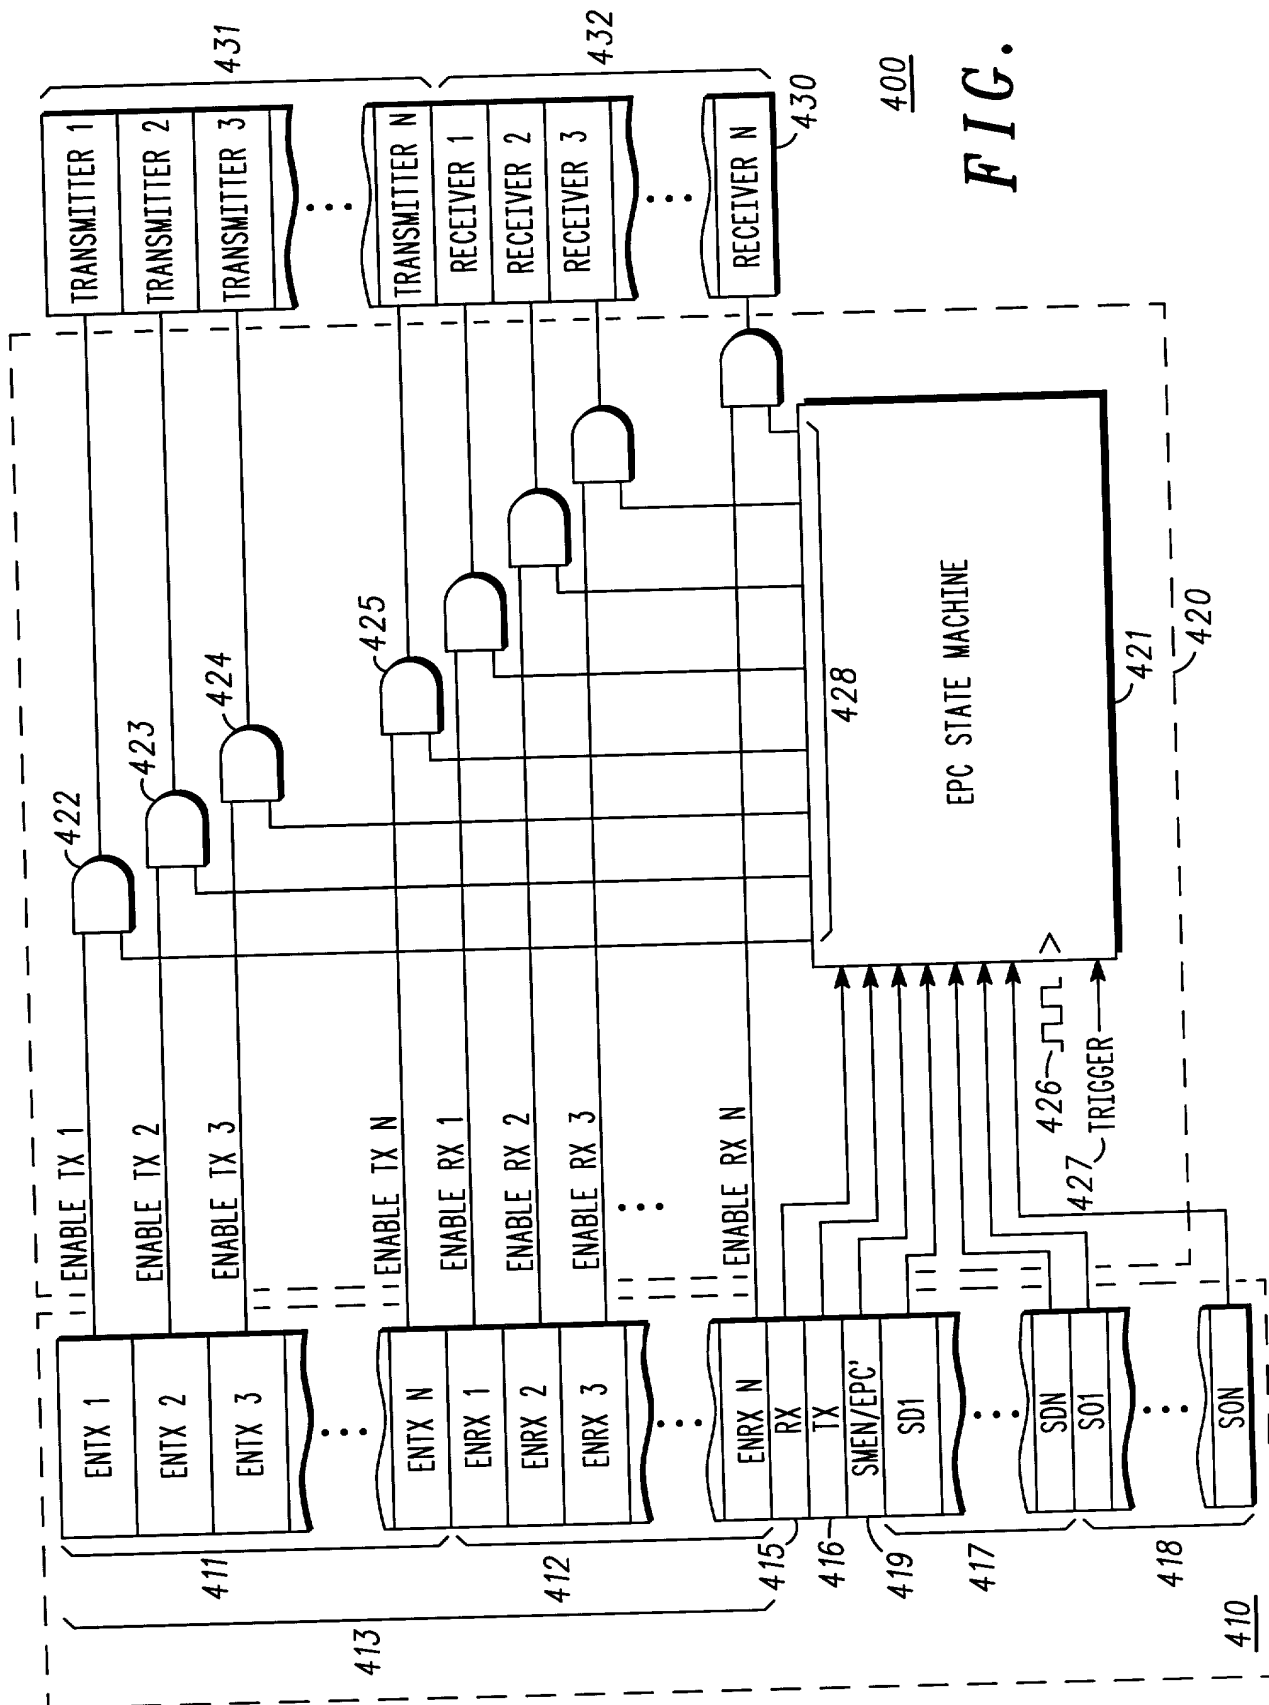 413
411
412
415
416
419
417
418
410
ENTX 1
ENTX 2
ENTX 3
ENTX N
ENRX 1
ENRX 2
ENRX 3
ENRX N
RX
TX
SMEN/EPC'
SD1
SDN
SO1
SON
ENABLE TX 1
ENABLE TX 2
ENABLE TX 3
ENABLE TX N
ENABLE RX 1
ENABLE RX 2
ENABLE RX 3
ENABLE RX N
426
427
TRIGGER
422
423
424
425
428
EPC STATE MACHINE
421
420
TRANSMITTER 1
TRANSMITTER 2
TRANSMITTER 3
TRANSMITTER N
RECEIVER 1
RECEIVER 2
RECEIVER 3
RECEIVER N
431
432
430
400
FIG.